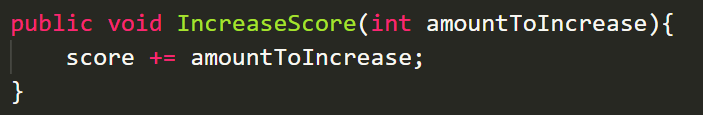 public void IncreaseScore(int amountToIncrease){
    score += amountToIncrease;
}